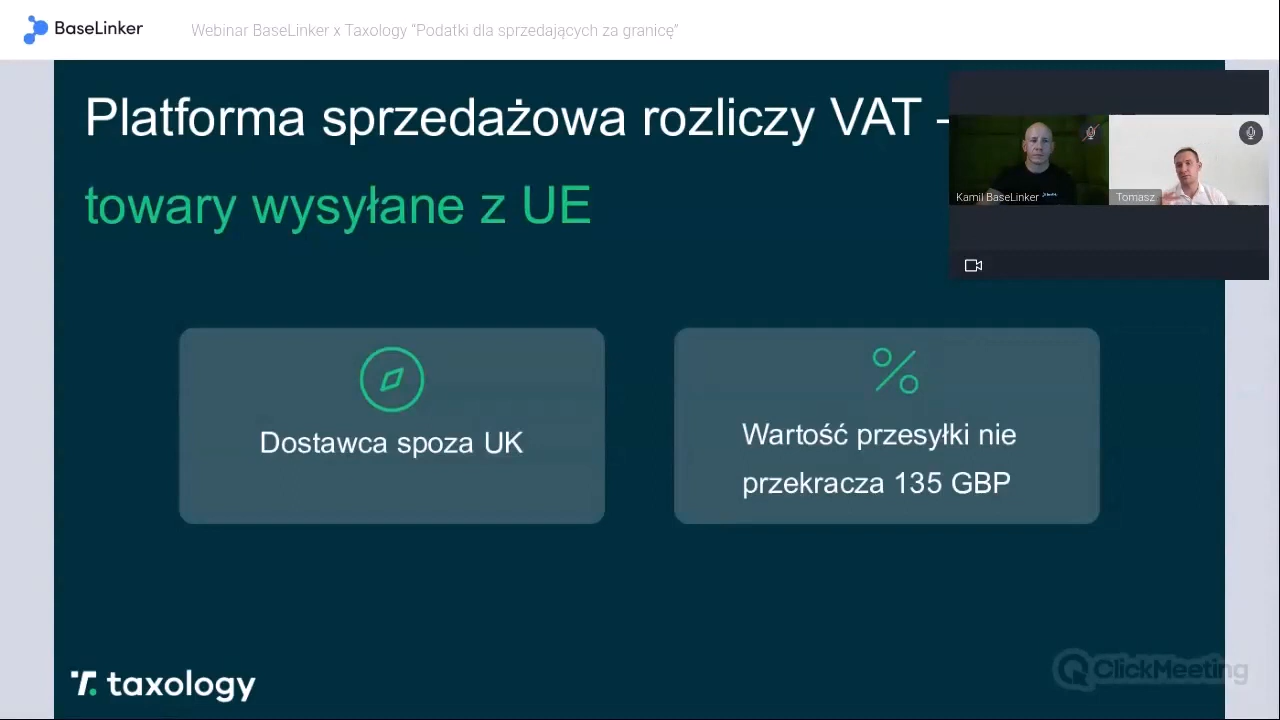 BaseLinker
Webinar BaseLinker x Taxology “Podatki dla sprzedających za granicę”
Platforma sprzedażowa rozliczy VAT -
towary wysyłane z UE
Kamil BaseLinker
Tomasz
Dostawca spoza UK
Wartość przesyłki nie
przekracza 135 GBP
taxology
ClickMeeting